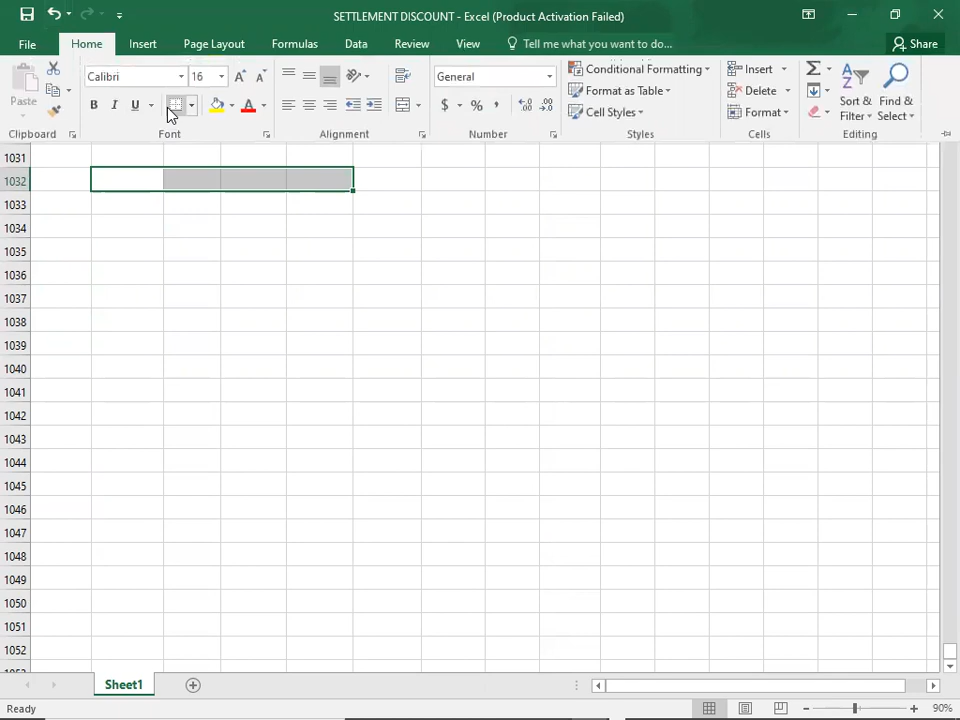 SETTLEMENT DISCOUNT - Excel (Product Activation Failed)
File Home Insert Page Layout Formulas Data Review View Tell me what you want to do... Share
Paste
Calibri 16
B I U
General
$ % ,
Conditional Formatting
Format as Table
Cell Styles
Insert
Delete
Format
Sort &
Filter
Find &
Select
Clipboard Font Alignment Number Styles Cells Editing
1031
1032
1033
1034
1035
1036
1037
1038
1039
1040
1041
1042
1043
1044
1045
1046
1047
1048
1049
1050
1051
1052
1053
Sheet1
Ready
90%